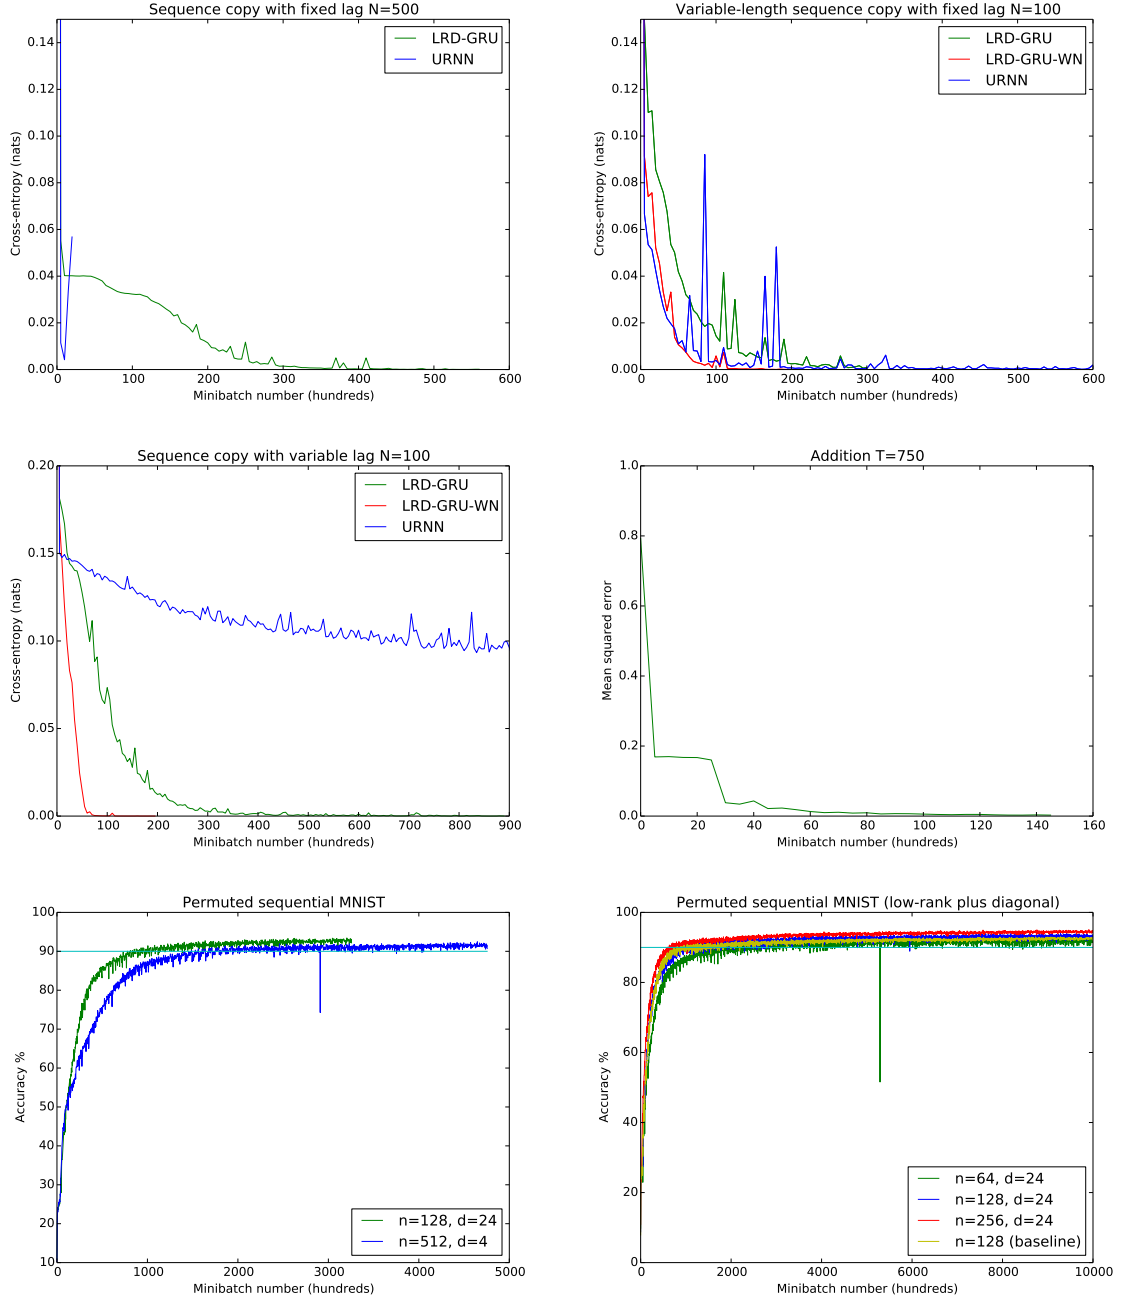 Sequence copy with fixed lag N=500
0.14
0.12
0.10
0.08
0.06
0.04
0.02
0.00
Cross-entropy (nats)
LRD-GRU
URNN
0 100 200 300 400 500 600
Minibatch number (hundreds)
Variable-length sequence copy with fixed lag N=100
0.14
0.12
0.10
0.08
0.06
0.04
0.02
0.00
Cross-entropy (nats)
LRD-GRU
LRD-GRU-WN
URNN
0 100 200 300 400 500 600
Minibatch number (hundreds)
Sequence copy with variable lag N=100
0.20
0.15
0.10
0.05
0.00
Cross-entropy (nats)
LRD-GRU
LRD-GRU-WN
URNN
0 100 200 300 400 500 600 700 800 900
Minibatch number (hundreds)
Addition T=750
1.0
0.8
0.6
0.4
0.2
0.0
Mean squared error
0 20 40 60 80 100 120 140 160
Minibatch number (hundreds)
Permuted sequential MNIST
100
90
80
70
60
50
40
30
20
10
Accuracy %
n=128, d=24
n=512, d=4
0 1000 2000 3000 4000 5000
Minibatch number (hundreds)
Permuted sequential MNIST (low-rank plus diagonal)
100
80
60
40
20
0
Accuracy %
n=64, d=24
n=128, d=24
n=256, d=24
n=128 (baseline)
0 2000 4000 6000 8000 10000
Minibatch number (hundreds)